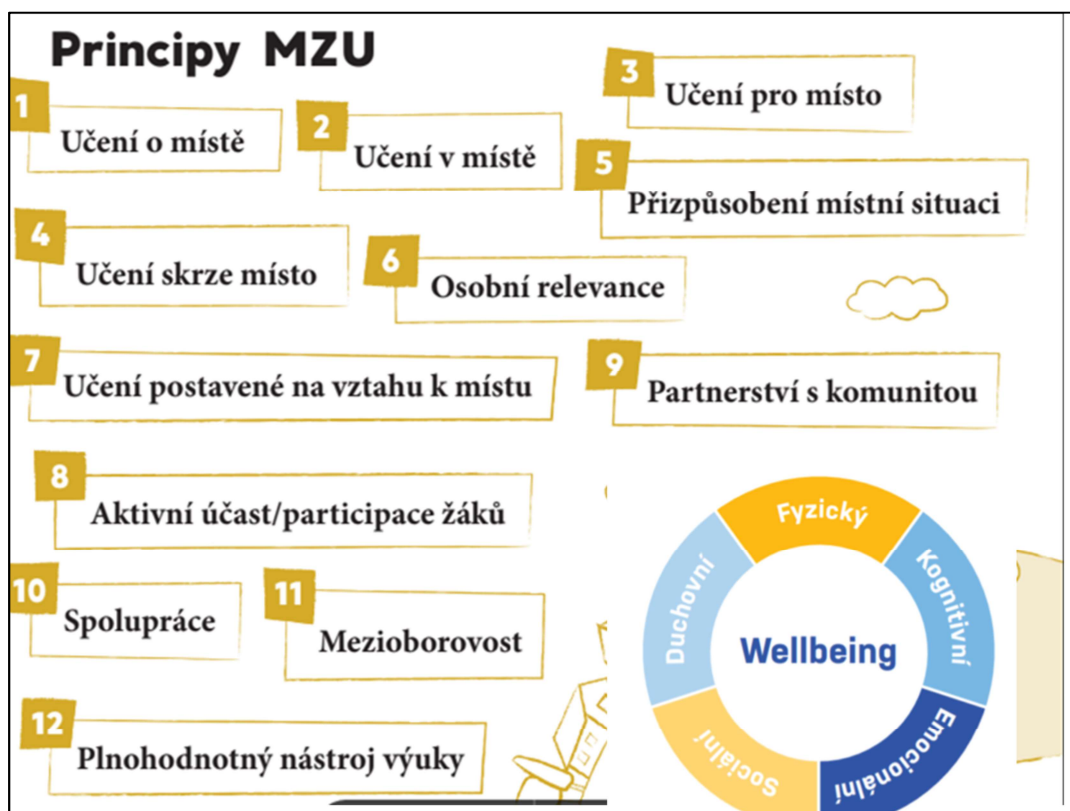 Principy MZU
1
Učení o místě
2
Učení v místě
3
Učení pro místo
4
Učení skrze místo
5
Přizpůsobení místní situaci
6
Osobní relevance
7
Učení postavené na vztahu k místu
8
Aktivní účast/participace žáků
9
Partnerství s komunitou
10
Spolupráce
11
Mezioborovost
12
Plnohodnotný nástroj výuky
Wellbeing
Fyzický
Kognitivní
Emocionální
Sociální
Duchovní